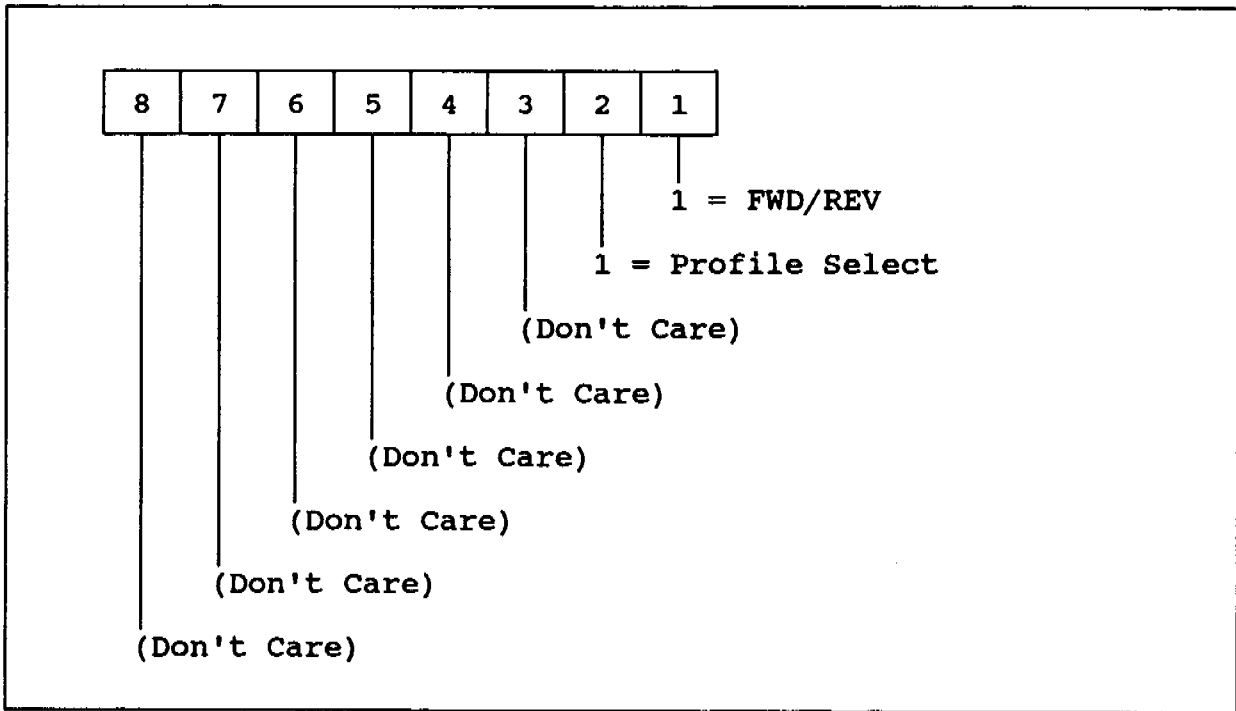 8 7 6 5 4 3 2 1
1 = FWD/REV
1 = Profile Select
(Don't Care)
(Don't Care)
(Don't Care)
(Don't Care)
(Don't Care)
(Don't Care)